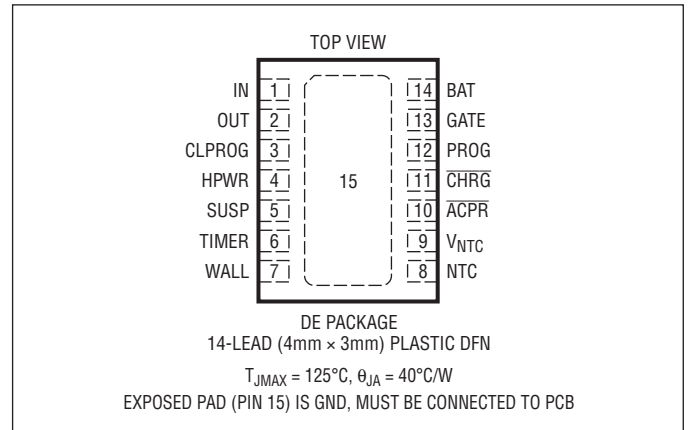 TOP VIEW
IN 1 14 BAT
OUT 2 13 GATE
CLPROG 3 12 PROG
HPWR 4 15 11 CHRG
SUSP 5 10 ACPR
TIMER 6 9 VNTC
WALL 7 8 NTC
DE PACKAGE
14-LEAD (4mm × 3mm) PLASTIC DFN
TJMAX = 125°C, θJA = 40°C/W
EXPOSED PAD (PIN 15) IS GND, MUST BE CONNECTED TO PCB